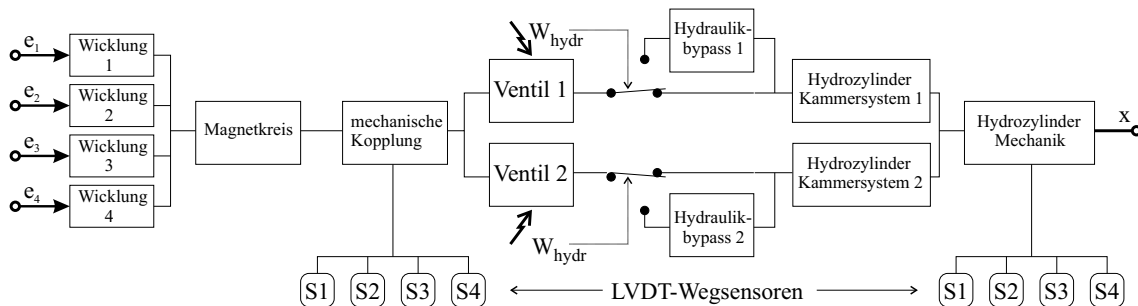 e1
Wicklung
1
e2
Wicklung
2
e3
Wicklung
3
e4
Wicklung
4
Magnetkreis
mechanische
Kopplung
S1 S2 S3 S4
Whydr
Ventil 1
Hydraulik-
bypass 1
Hydrozylinder
Kammersystem 1
Ventil 2
Whydr
Hydraulik-
bypass 2
Hydrozylinder
Kammersystem 2
LVDT-Wegsensoren
Hydrozylinder
Mechanik
x
S1 S2 S3 S4